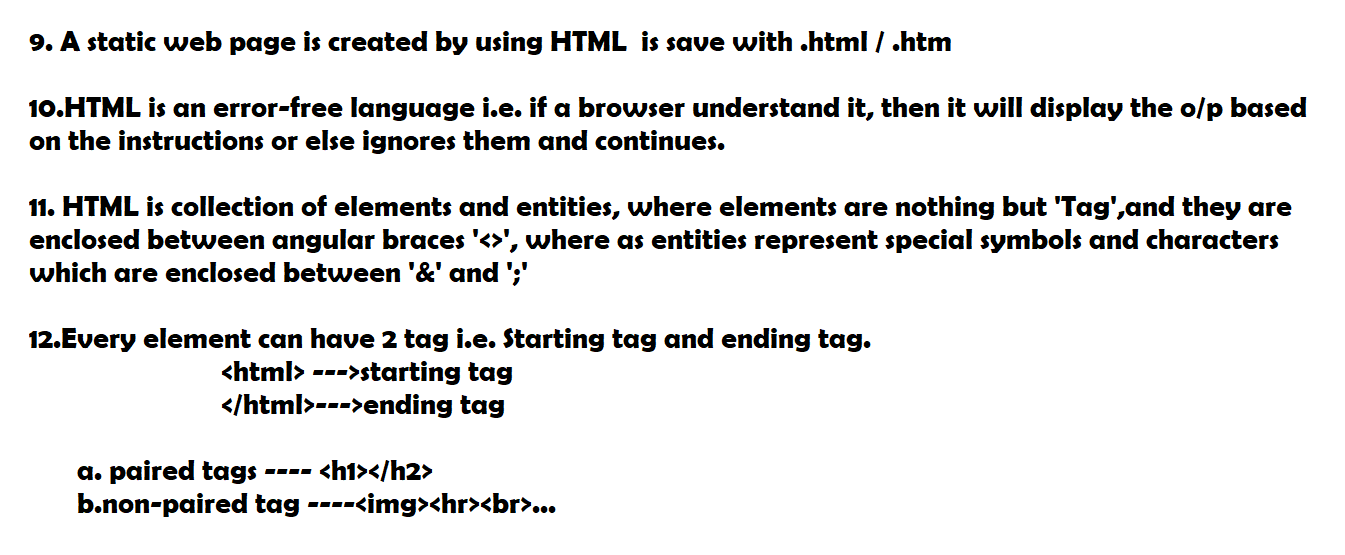 9. A static web page is created by using HTML  is save with .html / .htm
10.HTML is an error-free language i.e. if a browser understand it, then it will display the o/p based
on the instructions or else ignores them and continues.
11. HTML is collection of elements and entities, where elements are nothing but 'Tag',and they are
enclosed between angular braces '<>', where as entities represent special symbols and characters
which are enclosed between '&' and ';'
12.Every element can have 2 tag i.e. Starting tag and ending tag.
<html> --->starting tag
</html>--->ending tag
a. paired tags ---- <h1></h2>
b.non-paired tag ----<img><hr><br>...